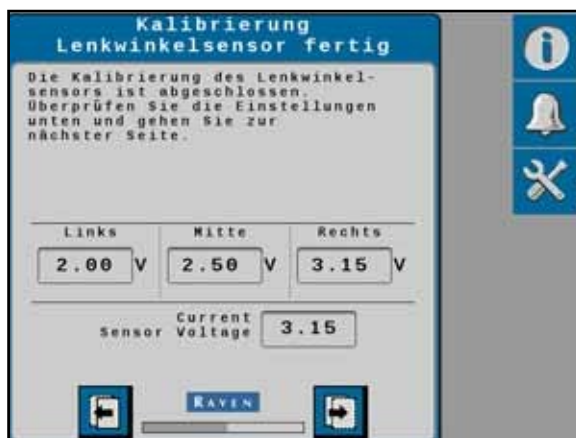 Kalibrierung
Lenkwinkelsensor fertig
Die Kalibrierung des Lenkwinkel-
sensors ist abgeschlossen.
Überprüfen Sie die Einstellungen
unten und gehen Sie zur
nächster Seite.
Links Mitte Rechts
2.00 V 2.50 V 3.15 V
Current
Sensor Voltage 3.15
RAVEN